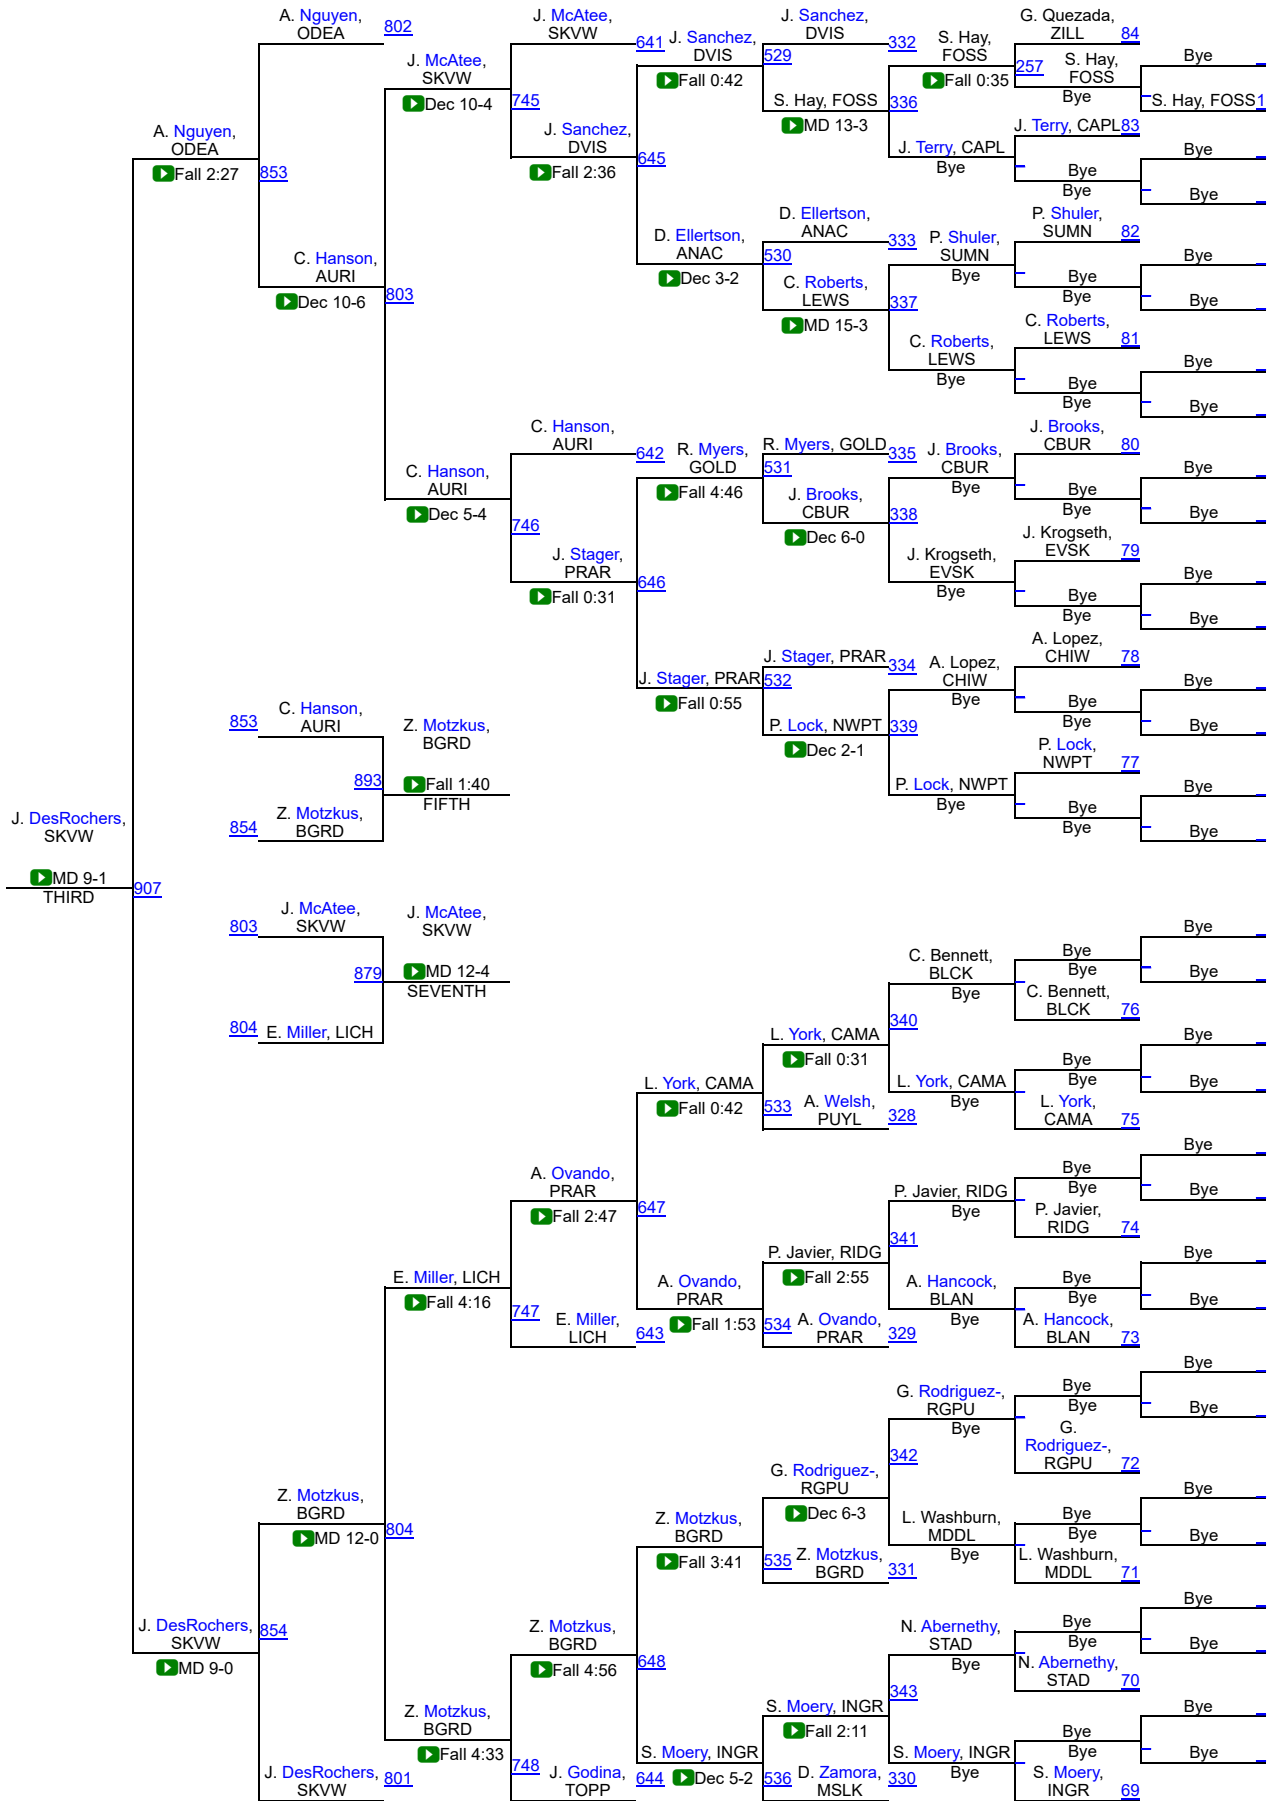 A. Nguyen,
ODEA
802
J. McAtee,
SKVW
641
J. Sanchez,
DVIS
332
G. Quezada,
ZILL
84
J. McAtee,
SKVW
Dec 10-4
745
J. Sanchez,
DVIS
Fall 0:42
529
S. Hay,
FOSS
Fall 0:35
257
S. Hay,
FOSS
Bye
Bye
S. Hay, FOSS
1
S. Hay, FOSS
MD 13-3
336
A. Nguyen,
ODEA
Fall 2:27
853
J. Sanchez,
DVIS
Fall 2:36
645
J. Terry, CAPL
Bye
J. Terry, CAPL
83
Bye
Bye
Bye
Bye
D. Ellertson,
ANAC
Dec 3-2
530
D. Ellertson,
ANAC
333
P. Shuler,
SUMN
Bye
P. Shuler,
SUMN
82
Bye
Bye
Bye
Bye
C. Hanson,
AURI
Dec 10-6
803
C. Roberts,
LEWS
MD 15-3
337
C. Roberts,
LEWS
Bye
C. Roberts,
LEWS
81
Bye
Bye
Bye
Bye
C. Hanson,
AURI
642
R. Myers,
GOLD
Fall 4:46
531
R. Myers, GOLD
335
J. Brooks,
CBUR
Bye
J. Brooks,
CBUR
80
Bye
Bye
Bye
Bye
C. Hanson,
AURI
Dec 5-4
746
J. Brooks,
CBUR
Dec 6-0
338
J. Stager,
PRAR
Fall 0:31
646
J. Krogseth,
EVSK
Bye
J. Krogseth,
EVSK
79
Bye
Bye
Bye
Bye
J. Stager, PRAR
Fall 0:55
532
J. Stager, PRAR
334
A. Lopez,
CHIW
Bye
A. Lopez,
CHIW
78
Bye
Bye
Bye
Bye
853
C. Hanson,
AURI
Z. Motzkus,
BGRD
P. Lock, NWPT
Dec 2-1
339
P. Lock, NWPT
Bye
P. Lock,
NWPT
77
Bye
Bye
Bye
Bye
893
Fall 1:40
FIFTH
854
Z. Motzkus,
BGRD
J. DesRochers,
SKVW
MD 9-1
THIRD
907
803
J. McAtee,
SKVW
J. McAtee,
SKVW
879
MD 12-4
SEVENTH
804
E. Miller, LICH
C. Bennett,
BLCK
Bye
Bye
Bye
C. Bennett,
BLCK
76
Bye
Bye
340
L. York, CAMA
Fall 0:31
L. York, CAMA
Fall 0:42
533
A. Welsh,
PUYL
328
L. York, CAMA
Bye
Bye
Bye
L. York,
CAMA
75
Bye
Bye
A. Ovando,
PRAR
Fall 2:47
647
P. Javier, RIDG
Bye
Bye
Bye
P. Javier,
RIDG
74
Bye
Bye
341
P. Javier, RIDG
Fall 2:55
E. Miller, LICH
Fall 4:16
747
E. Miller,
LICH
643
A. Ovando,
PRAR
Fall 1:53
534
A. Ovando,
PRAR
329
A. Hancock,
BLAN
Bye
Bye
Bye
A. Hancock,
BLAN
73
Bye
Bye
G. Rodriguez-,
RGPU
Bye
Bye
Bye
G.
Rodriguez-,
RGPU
72
Bye
Bye
342
G. Rodriguez-,
RGPU
Dec 6-3
Z. Motzkus,
BGRD
MD 12-0
804
Z. Motzkus,
BGRD
Fall 3:41
535
Z. Motzkus,
BGRD
331
L. Washburn,
MDDL
Bye
Bye
Bye
L. Washburn,
MDDL
71
Bye
Bye
J. DesRochers,
SKVW
MD 9-0
854
Z. Motzkus,
BGRD
Fall 4:56
648
N. Abernethy,
STAD
Bye
Bye
Bye
N. Abernethy,
STAD
70
Bye
Bye
343
Z. Motzkus,
BGRD
Fall 4:33
S. Moery, INGR
Fall 2:11
S. Moery, INGR
Dec 5-2
S. Moery, INGR
Bye
Bye
Bye
S. Moery,
INGR
69
Bye
Bye
J. DesRochers,
SKVW
801
748
J. Godina,
TOPP
644
536
D. Zamora,
MSLK
330